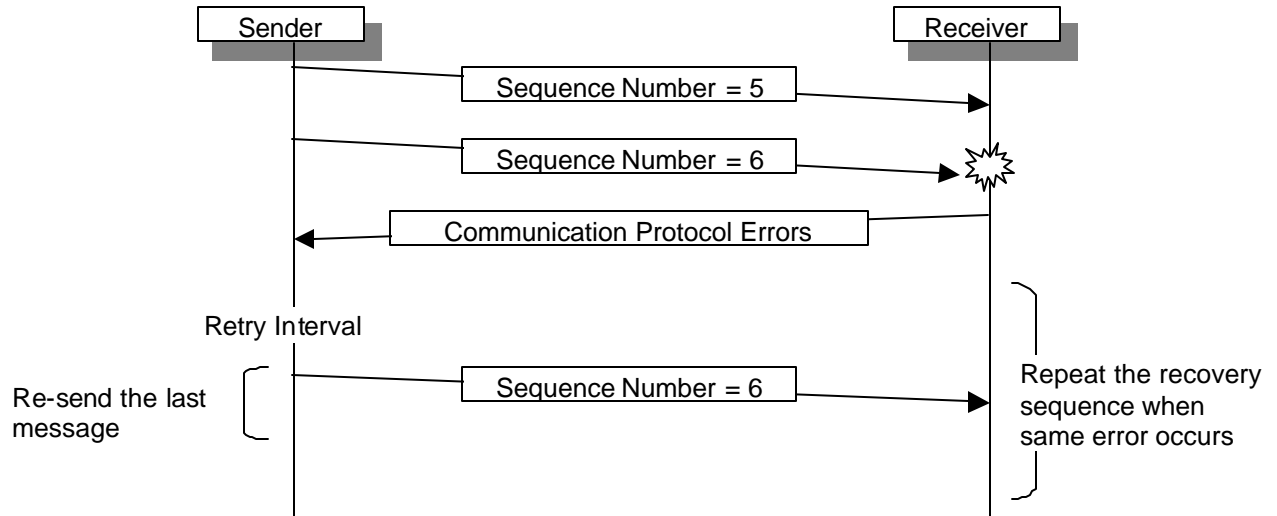 Sender
Receiver
Sequence Number = 5
Sequence Number = 6
Communication Protocol Errors
Retry Interval
Re-send the last
message
Sequence Number = 6
Repeat the recovery
sequence when
same error occurs